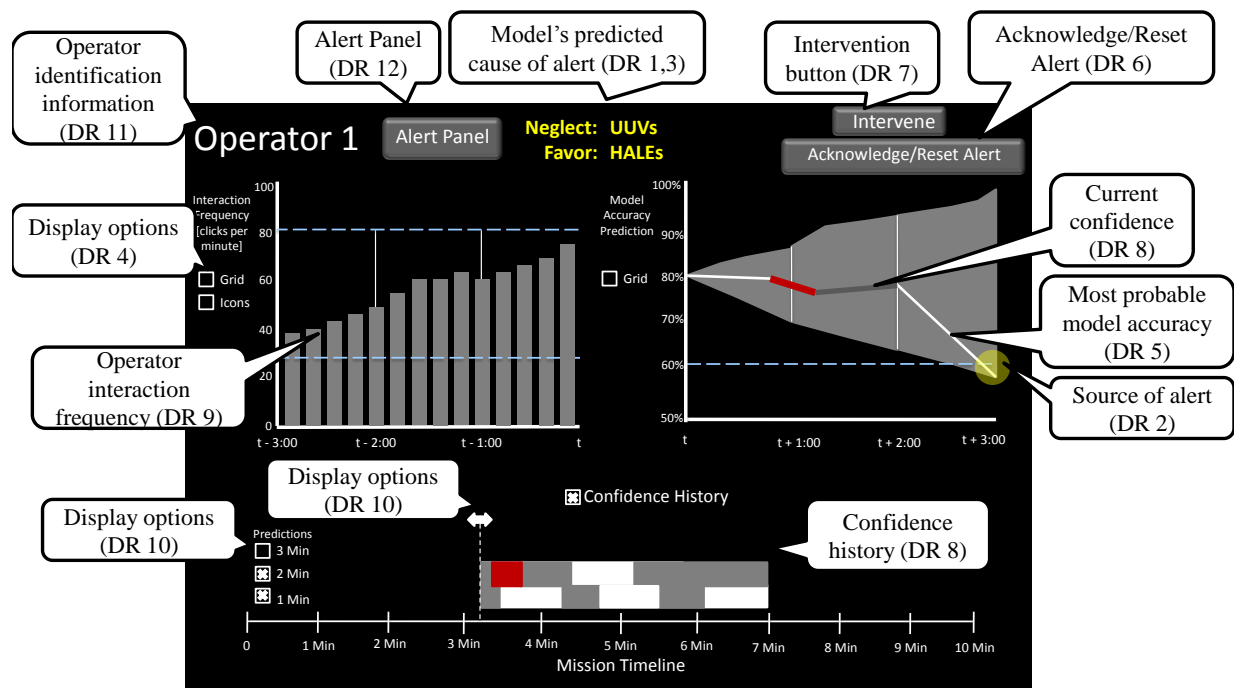 Operator
identification
information
(DR 11)
Alert Panel
(DR 12)
Model's predicted
cause of alert (DR 1,3)
Intervention
button (DR 7)
Acknowledge/Reset
Alert (DR 6)
Operator 1
Alert Panel
Neglect: UUVs
Favor: HALEs
Intervene
Acknowledge/Reset Alert
Display options
(DR 4)
Interaction
Frequency
[clicks per
minute]
Grid
Icons
100
80
60
40
20
0
t - 3:00
t - 2:00
t - 1:00
t
Operator
interaction
frequency (DR 9)
Model
Accuracy
Prediction
Grid
100%
90%
80%
70%
60%
50%
t
t + 1:00
t + 2:00
t + 3:00
Current
confidence
(DR 8)
Most probable
model accuracy
(DR 5)
Source of alert
(DR 2)
Display options
(DR 10)
Display options
(DR 10)
Confidence History
Confidence
history (DR 8)
Predictions
3 Min
2 Min
1 Min
0
1 Min
2 Min
3 Min
4 Min
5 Min
6 Min
7 Min
8 Min
9 Min
10 Min
Mission Timeline